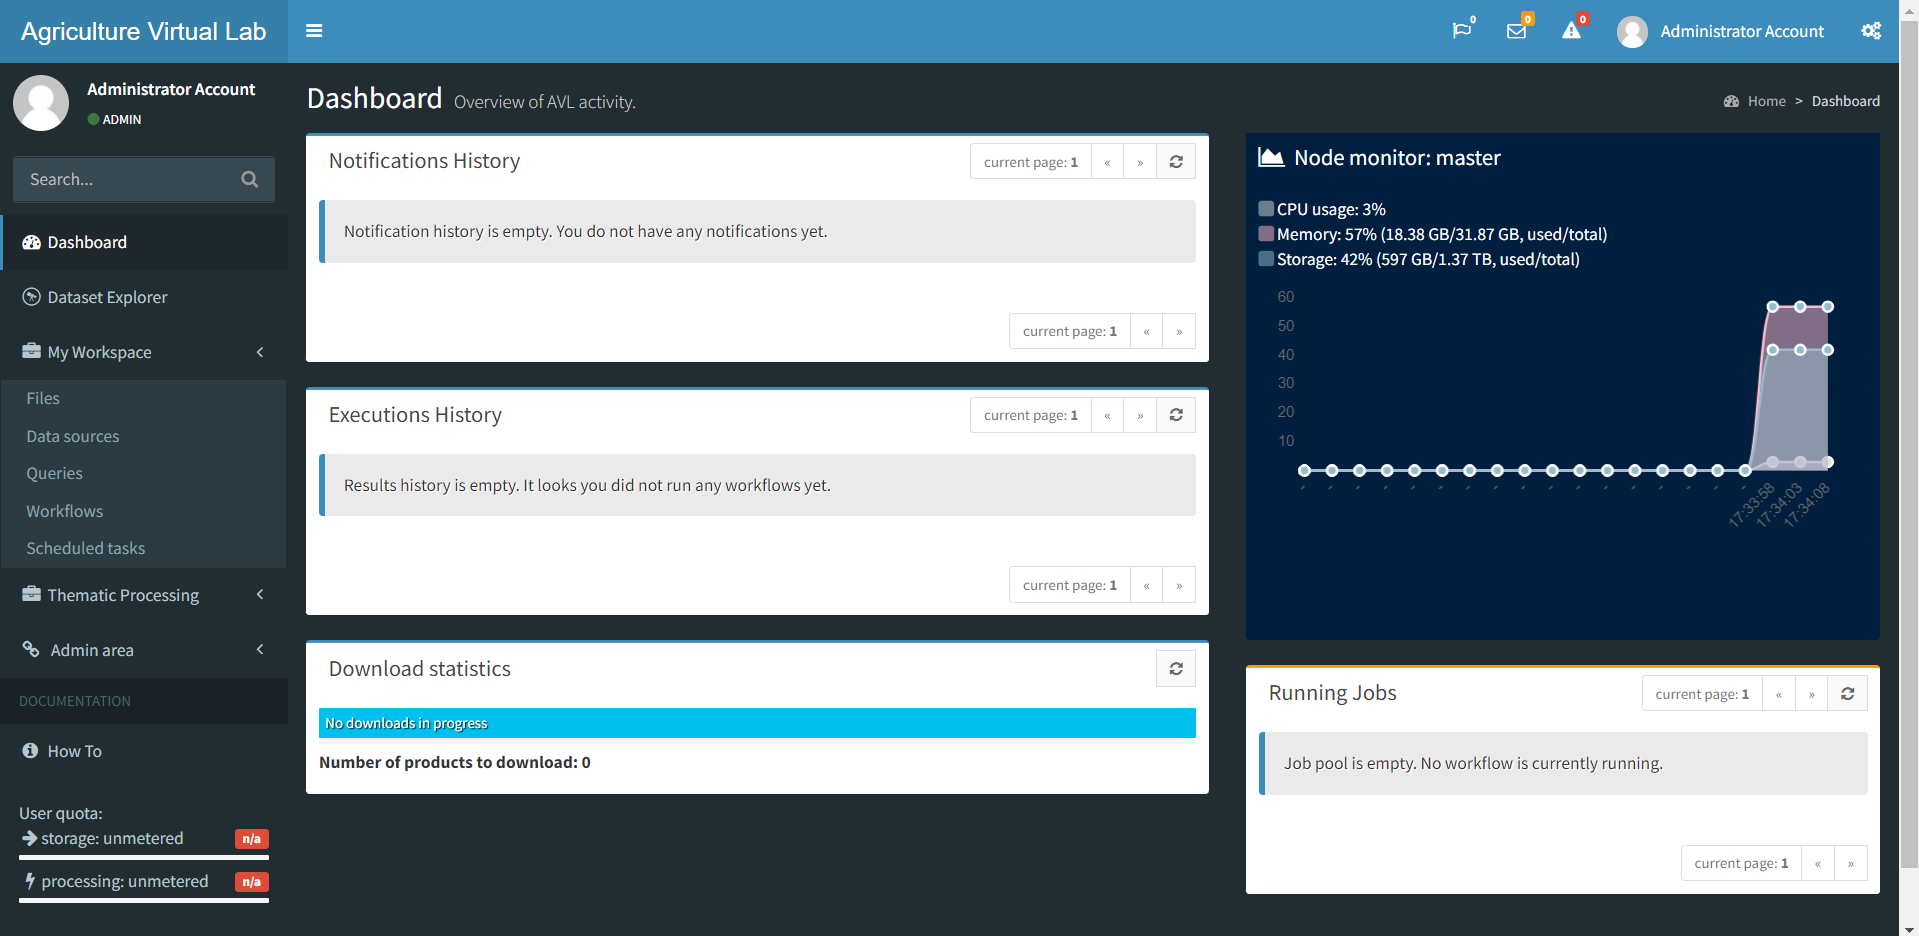 Agriculture Virtual Lab
0
0
0
Administrator Account
Administrator Account
ADMIN
Search...
Dashboard
Dataset Explorer
My Workspace
Files
Data sources
Queries
Workflows
Scheduled tasks
Thematic Processing
Admin area
DOCUMENTATION
How To
User quota:
storage: unmetered n/a
processing: unmetered n/a
Dashboard Overview of AVL activity.
Home > Dashboard
Notifications History
current page: 1 « »
Notification history is empty. You do not have any notifications yet.
current page: 1 « »
Executions History
current page: 1 « »
Results history is empty. It looks you did not run any workflows yet.
current page: 1 « »
Download statistics
No downloads in progress
Number of products to download: 0
Node monitor: master
CPU usage: 3%
Memory: 57% (18.38 GB/31.87 GB, used/total)
Storage: 42% (597 GB/1.37 TB, used/total)
60
50
40
30
20
10
- - - - - - - - - - - - - - - - - 17:33:58 17:34:03 17:34:08
Running Jobs
current page: 1 « »
Job pool is empty. No workflow is currently running.
current page: 1 « »